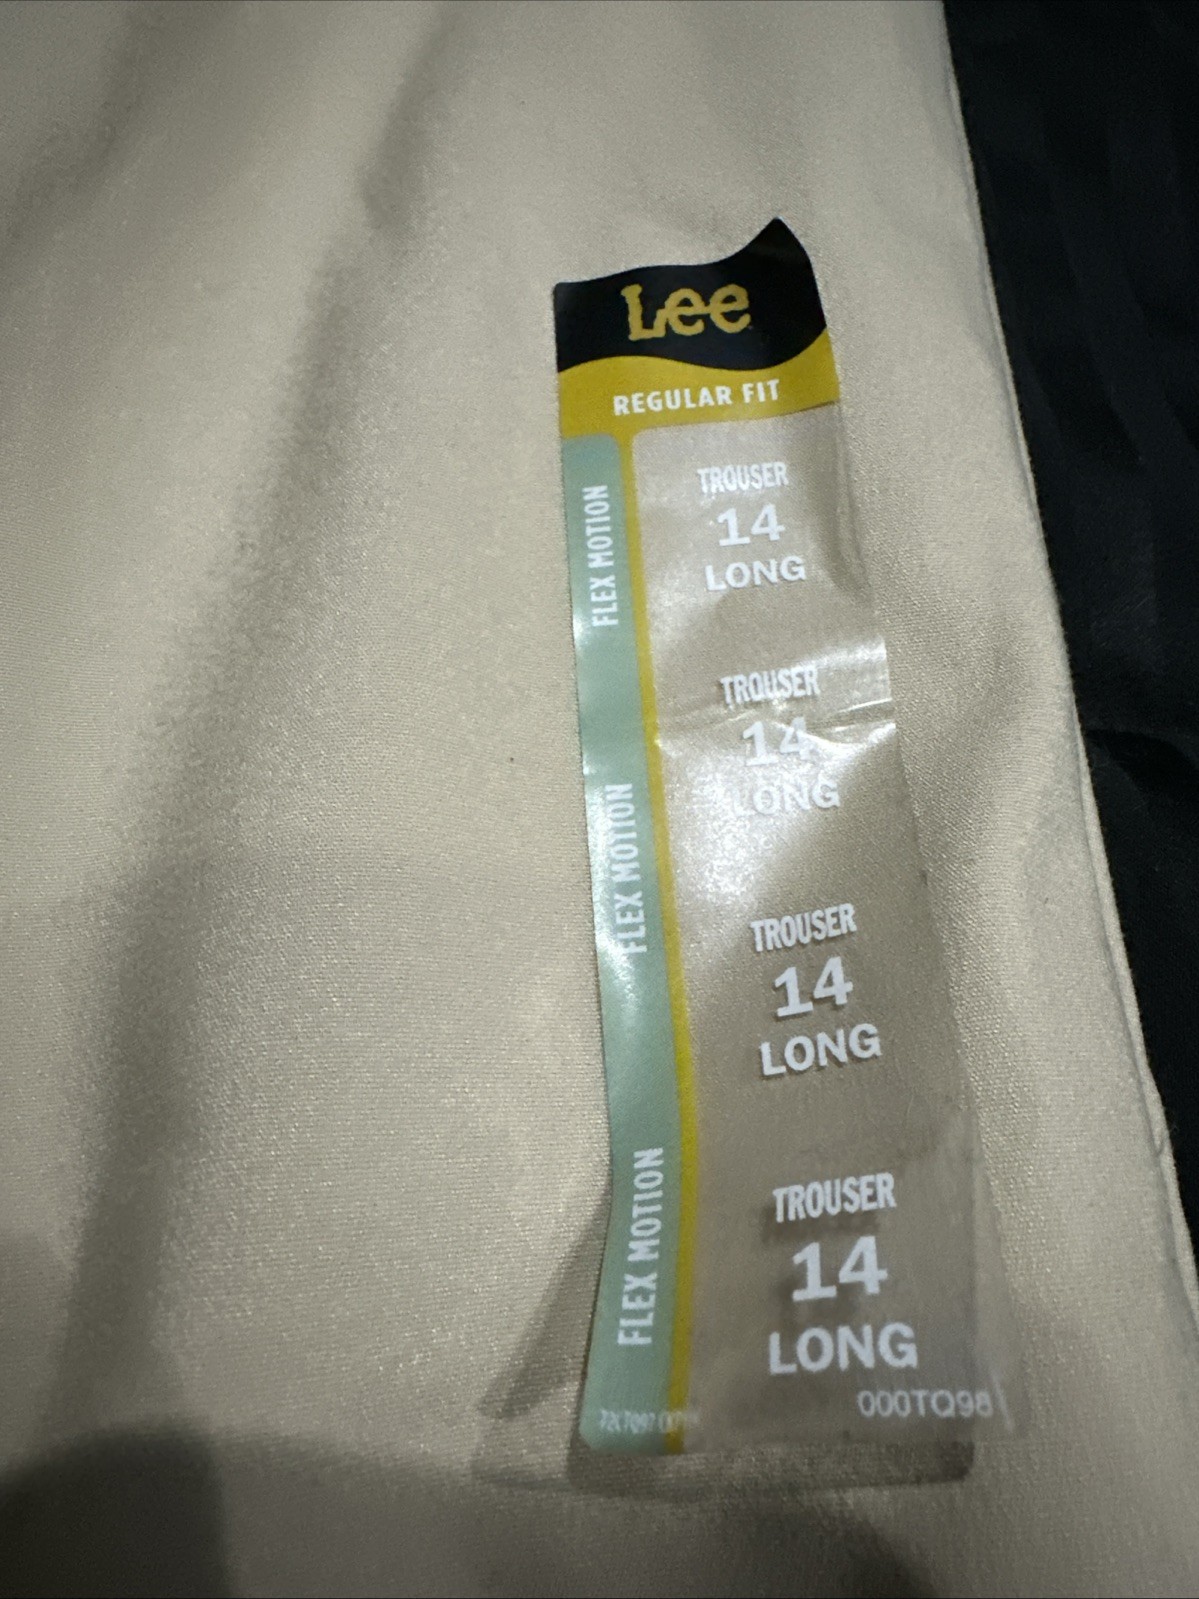 Lee
REGULAR FIT
FLEX MOTION
TROUSER
14
LONG
TROUSER
14
LONG
FLEX MOTION
TROUSER
14
LONG
FLEX MOTION
TROUSER
14
LONG
000TQ98